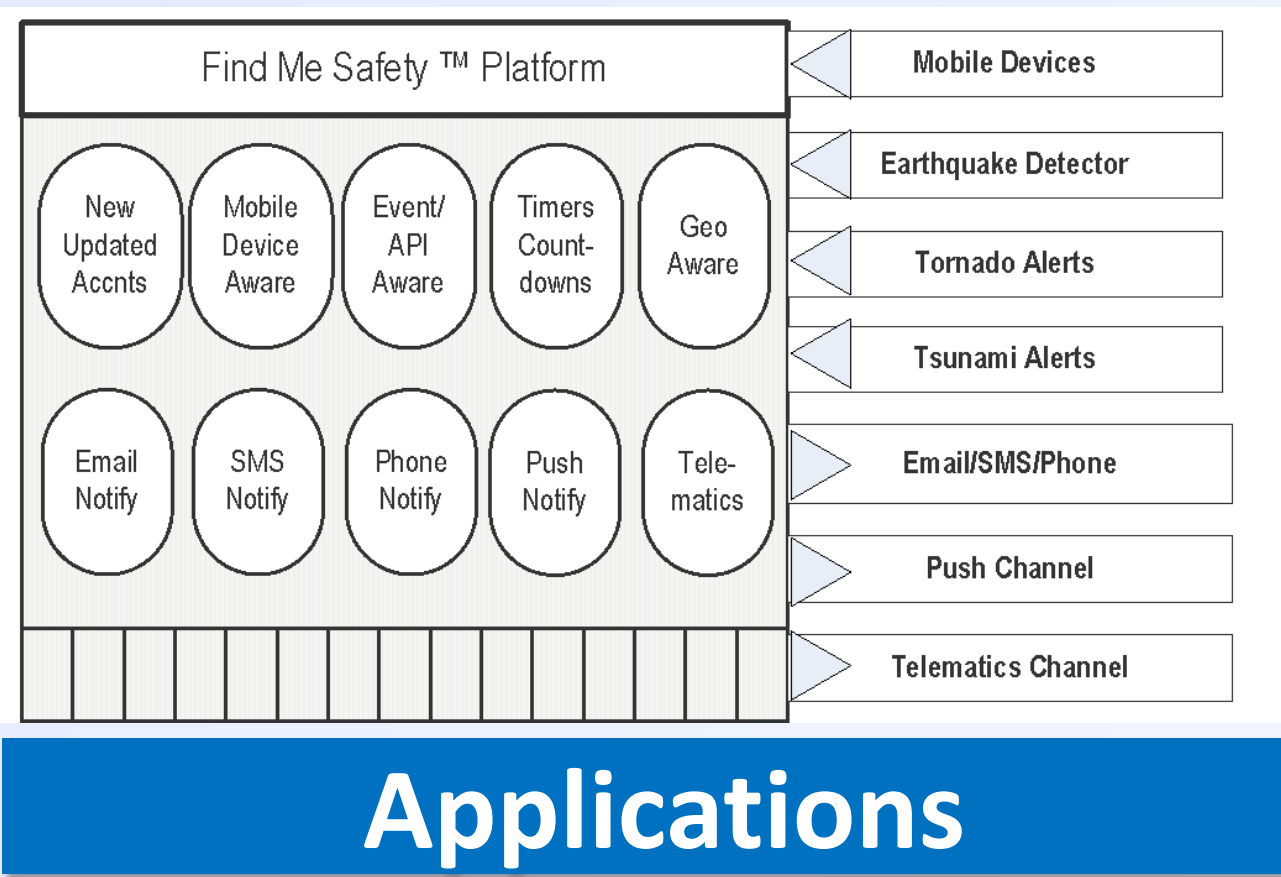 Find Me Safety ™ Platform
Mobile Devices
Earthquake Detector
Tornado Alerts
Tsunami Alerts
Email/SMS/Phone
Push Channel
Telematics Channel
New
Updated
Accnts
Mobile
Device
Aware
Event/
API
Aware
Timers
Count-
downs
Geo
Aware
Email
Notify
SMS
Notify
Phone
Notify
Push
Notify
Tele-
matics
Applications